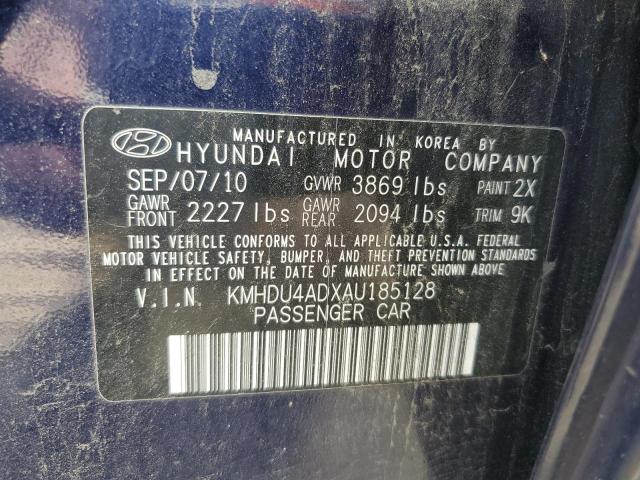 MANUFACTURED IN KOREA BY
HYUNDAI MOTOR COMPANY
SEP/07/10 GVWR 3869 lbs PAINT 2X
GAWR FRONT 2227 lbs GAWR REAR 2094 lbs TRIM 9K
THIS VEHICLE CONFORMS TO ALL APPLICABLE U.S.A. FEDERAL
MOTOR VEHICLE SAFETY, BUMPER, AND THEFT PREVENTION STANDARDS
IN EFFECT ON THE DATE OF MANUFACTURE SHOWN ABOVE.
V.I.N. KMHDU4ADXAU185128
PASSENGER CAR